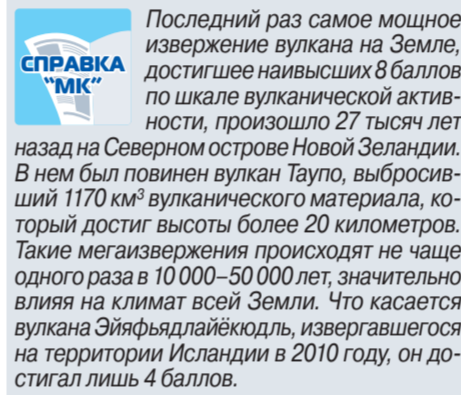 СПРАВКА
"МК"
Последний раз самое мощное
извержение вулкана на Земле,
достигшее наивысших 8 баллов
по шкале вулканической актив-
ности, произошло 27 тысяч лет
назад на Северном острове Новой Зеландии.
В нем был повинен вулкан Таупо, выбросив-
ший 1170 км³ вулканического материала, ко-
торый достиг высоты более 20 километров.
Такие мегаизвержения происходят не чаще
одного раза в 10 000–50 000 лет, значительно
влияя на климат всей Земли. Что касается
вулкана Эйяфьядлайёкюдль, извергавшегося
на территории Исландии в 2010 году, он до-
стигал лишь 4 баллов.